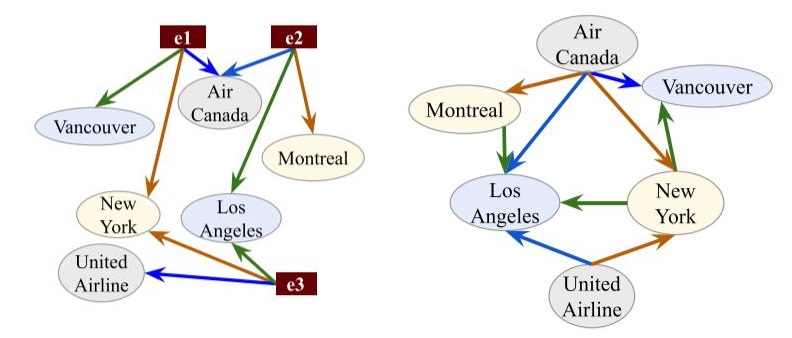 e1
e2
Air
Canada
Vancouver
Montreal
New
York
Los
Angeles
United
Airline
e3
Air
Canada
Vancouver
Montreal
Los
Angeles
New
York
United
Airline